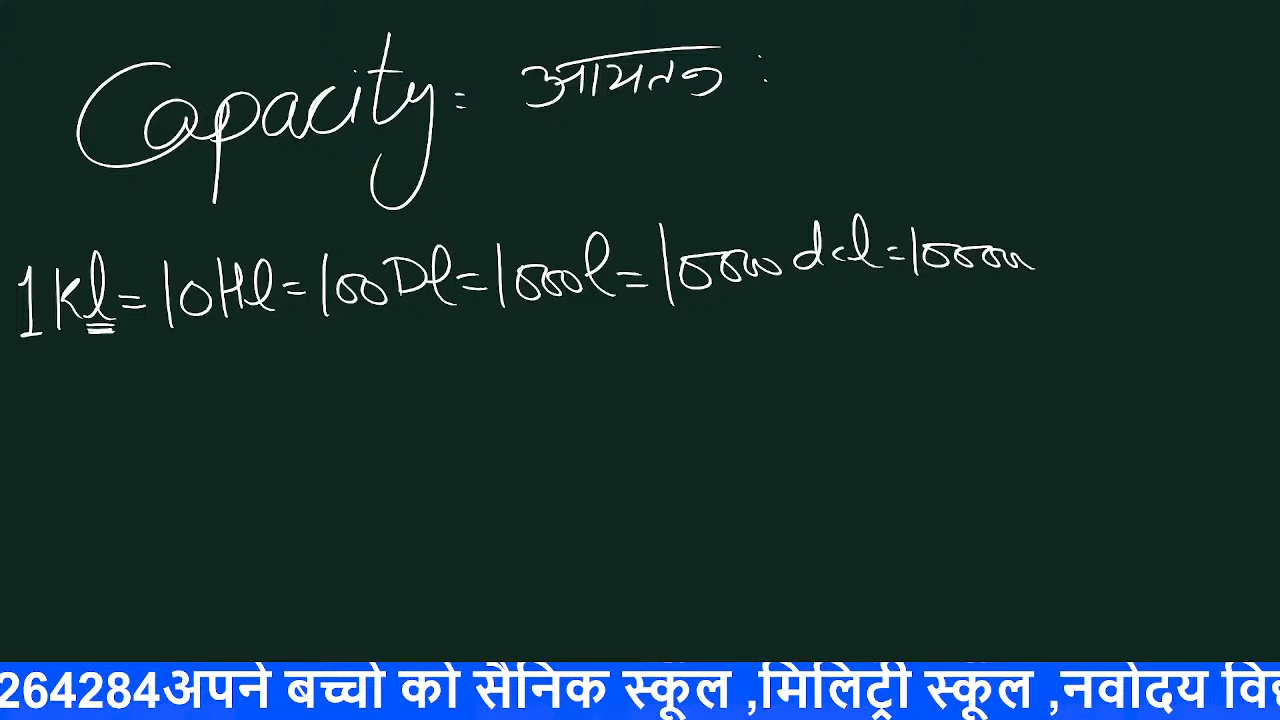 Capacity = आयतन :
1Kl = 10Hl = 100Dl = 1000l = 10000dcl = 10000
264284अपने बच्चो को सैनिक स्कूल ,मिलिट्री स्कूल ,नवोदय वि